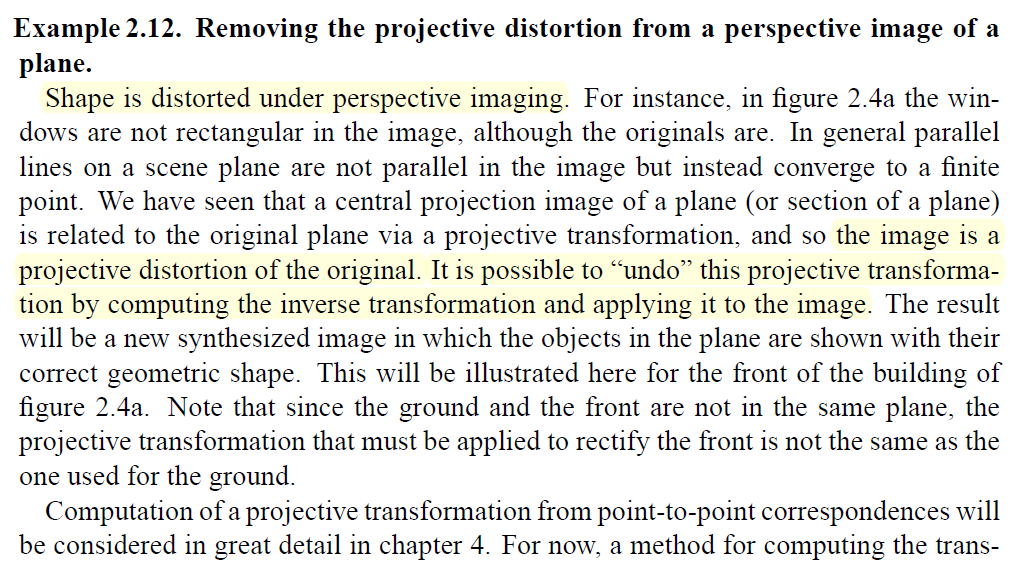 Example 2.12. Removing the projective distortion from a perspective image of a
plane.
Shape is distorted under perspective imaging. For instance, in figure 2.4a the win-
dows are not rectangular in the image, although the originals are. In general parallel
lines on a scene plane are not parallel in the image but instead converge to a finite
point. We have seen that a central projection image of a plane (or section of a plane)
is related to the original plane via a projective transformation, and so the image is a
projective distortion of the original. It is possible to “undo” this projective transforma-
tion by computing the inverse transformation and applying it to the image. The result
will be a new synthesized image in which the objects in the plane are shown with their
correct geometric shape. This will be illustrated here for the front of the building of
figure 2.4a. Note that since the ground and the front are not in the same plane, the
projective transformation that must be applied to rectify the front is not the same as the
one used for the ground.
Computation of a projective transformation from point-to-point correspondences will
be considered in great detail in chapter 4. For now, a method for computing the trans-